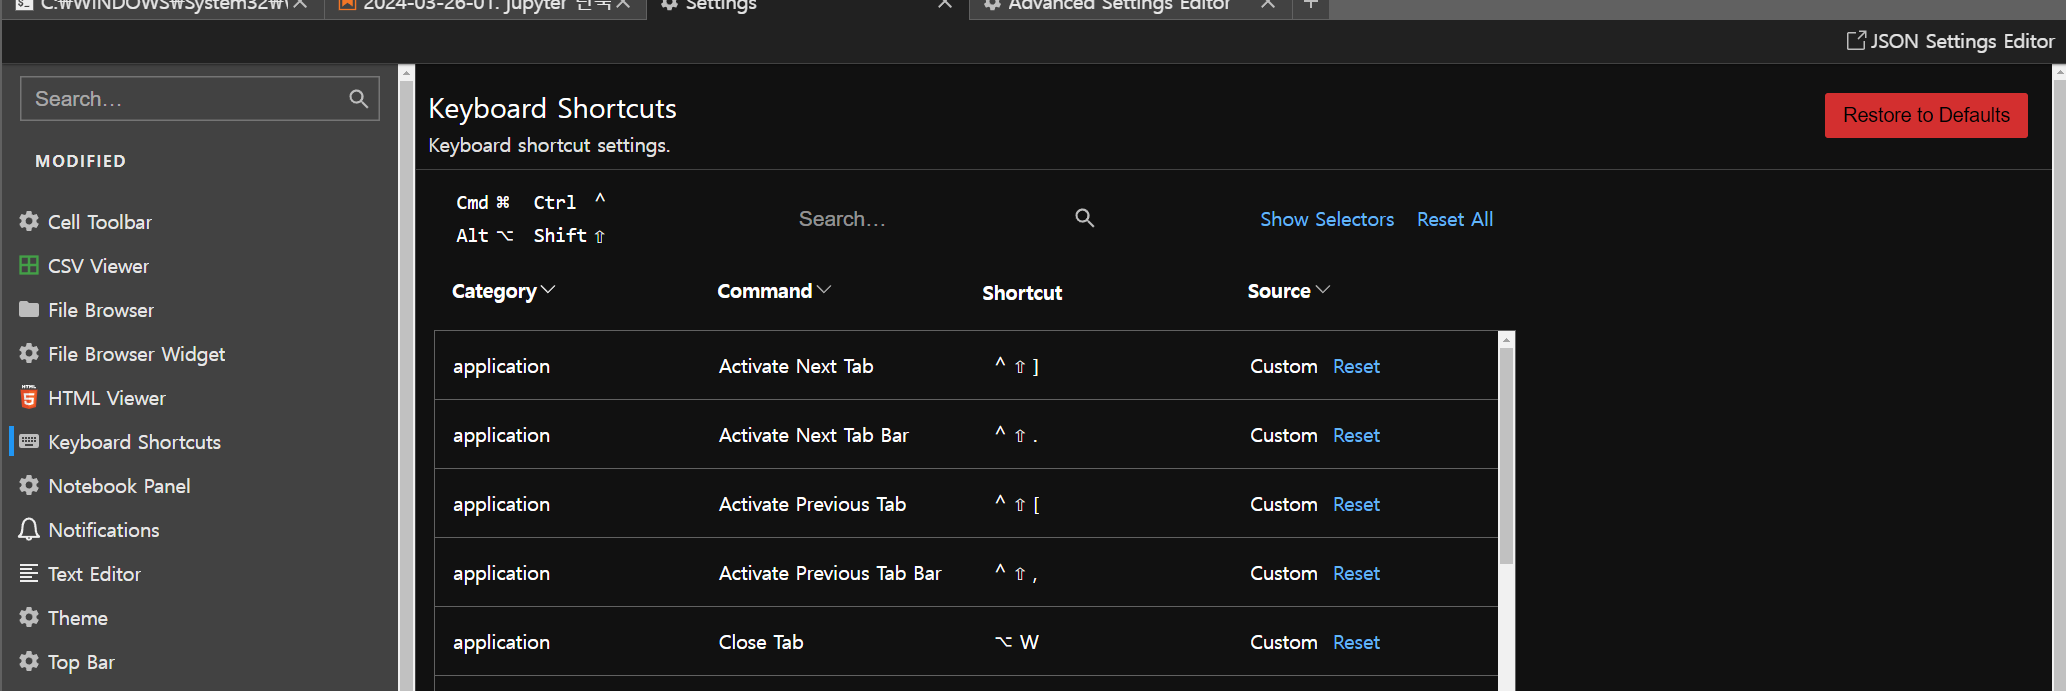 C:₩WINDOWS₩System32₩
2024-03-26-01. jupyter 단축
Settings
Advanced Settings Editor
JSON Settings Editor
Search...
MODIFIED
Cell Toolbar
CSV Viewer
File Browser
File Browser Widget
HTML Viewer
Keyboard Shortcuts
Notebook Panel
Notifications
Text Editor
Theme
Top Bar
Keyboard Shortcuts
Keyboard shortcut settings.
Restore to Defaults
Cmd ⌘ Ctrl ^
Alt ⌥ Shift ⇧
Search...
Show Selectors Reset All
Category Command Shortcut Source
application Activate Next Tab ^ ⇧ ] Custom Reset
application Activate Next Tab Bar ^ ⇧ . Custom Reset
application Activate Previous Tab ^ ⇧ [ Custom Reset
application Activate Previous Tab Bar ^ ⇧ , Custom Reset
application Close Tab ⌥ W Custom Reset